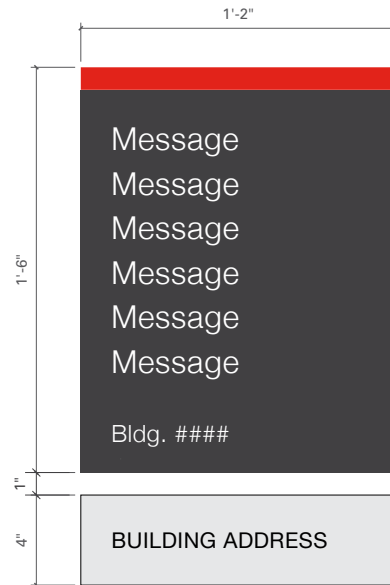 1'-2"
Message
Message
Message
Message
Message
Message
Bldg. ####
1'-6"
1"
BUILDING ADDRESS
4"